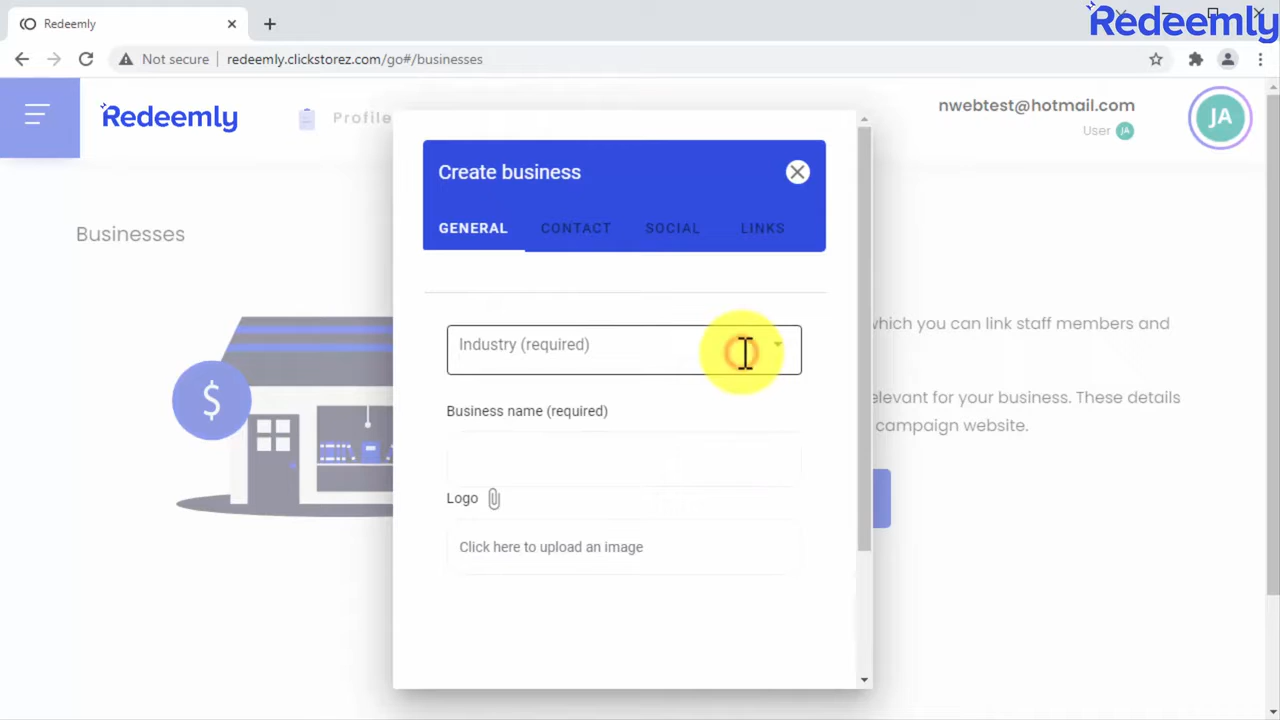 Redeemly
Redeemly
Not secure
redeemly.clickstorez.com/go#/businesses
Redeemly
Profile
nwebtest@hotmail.com
User JA
JA
Create business
GENERAL CONTACT SOCIAL LINKS
Businesses
Industry (required)
which you can link staff members and
Business name (required)
elevant for your business. These details
campaign website.
$
Logo
Click here to upload an image